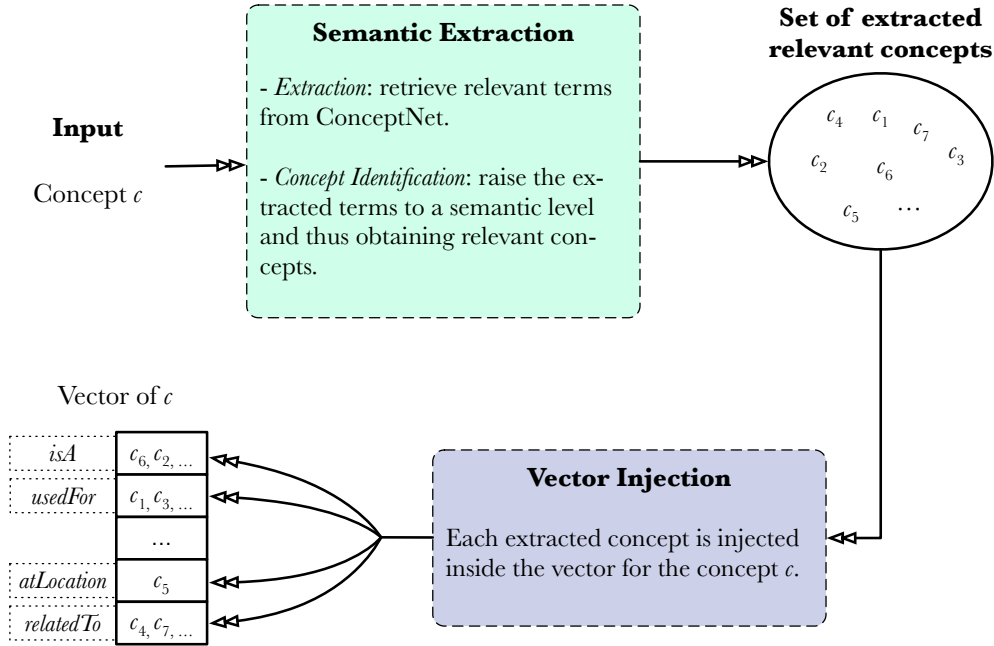 Input
Concept c
Semantic Extraction
- Extraction: retrieve relevant terms
from ConceptNet.
- Concept Identification: raise the ex-
tracted terms to a semantic level
and thus obtaining relevant con-
cepts.
Set of extracted
relevant concepts
c4 c1 c7
c2 c6 c3
c5 ...
Vector of c
isA c6, c2, ...
usedFor c1, c3, ...
...
atLocation c5
relatedTo c4, c7, ...
Vector Injection
Each extracted concept is injected
inside the vector for the concept c.